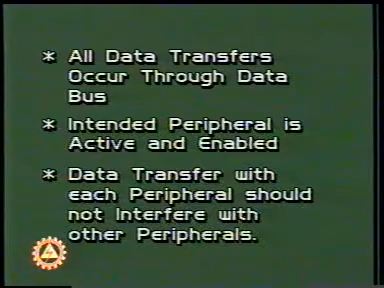 * All Data Transfers
Occur Through Data
Bus
* Intended Peripheral is
Active and Enabled
* Data Transfer with
each Peripheral should
not Interfere with
other Peripherals.